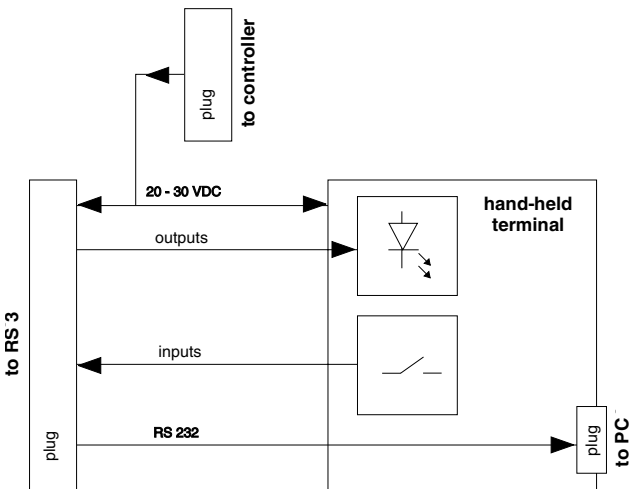 plug
to controller
20 - 30 VDC
hand-held
terminal
outputs
inputs
to RS 3
plug
RS 232
plug
to PC